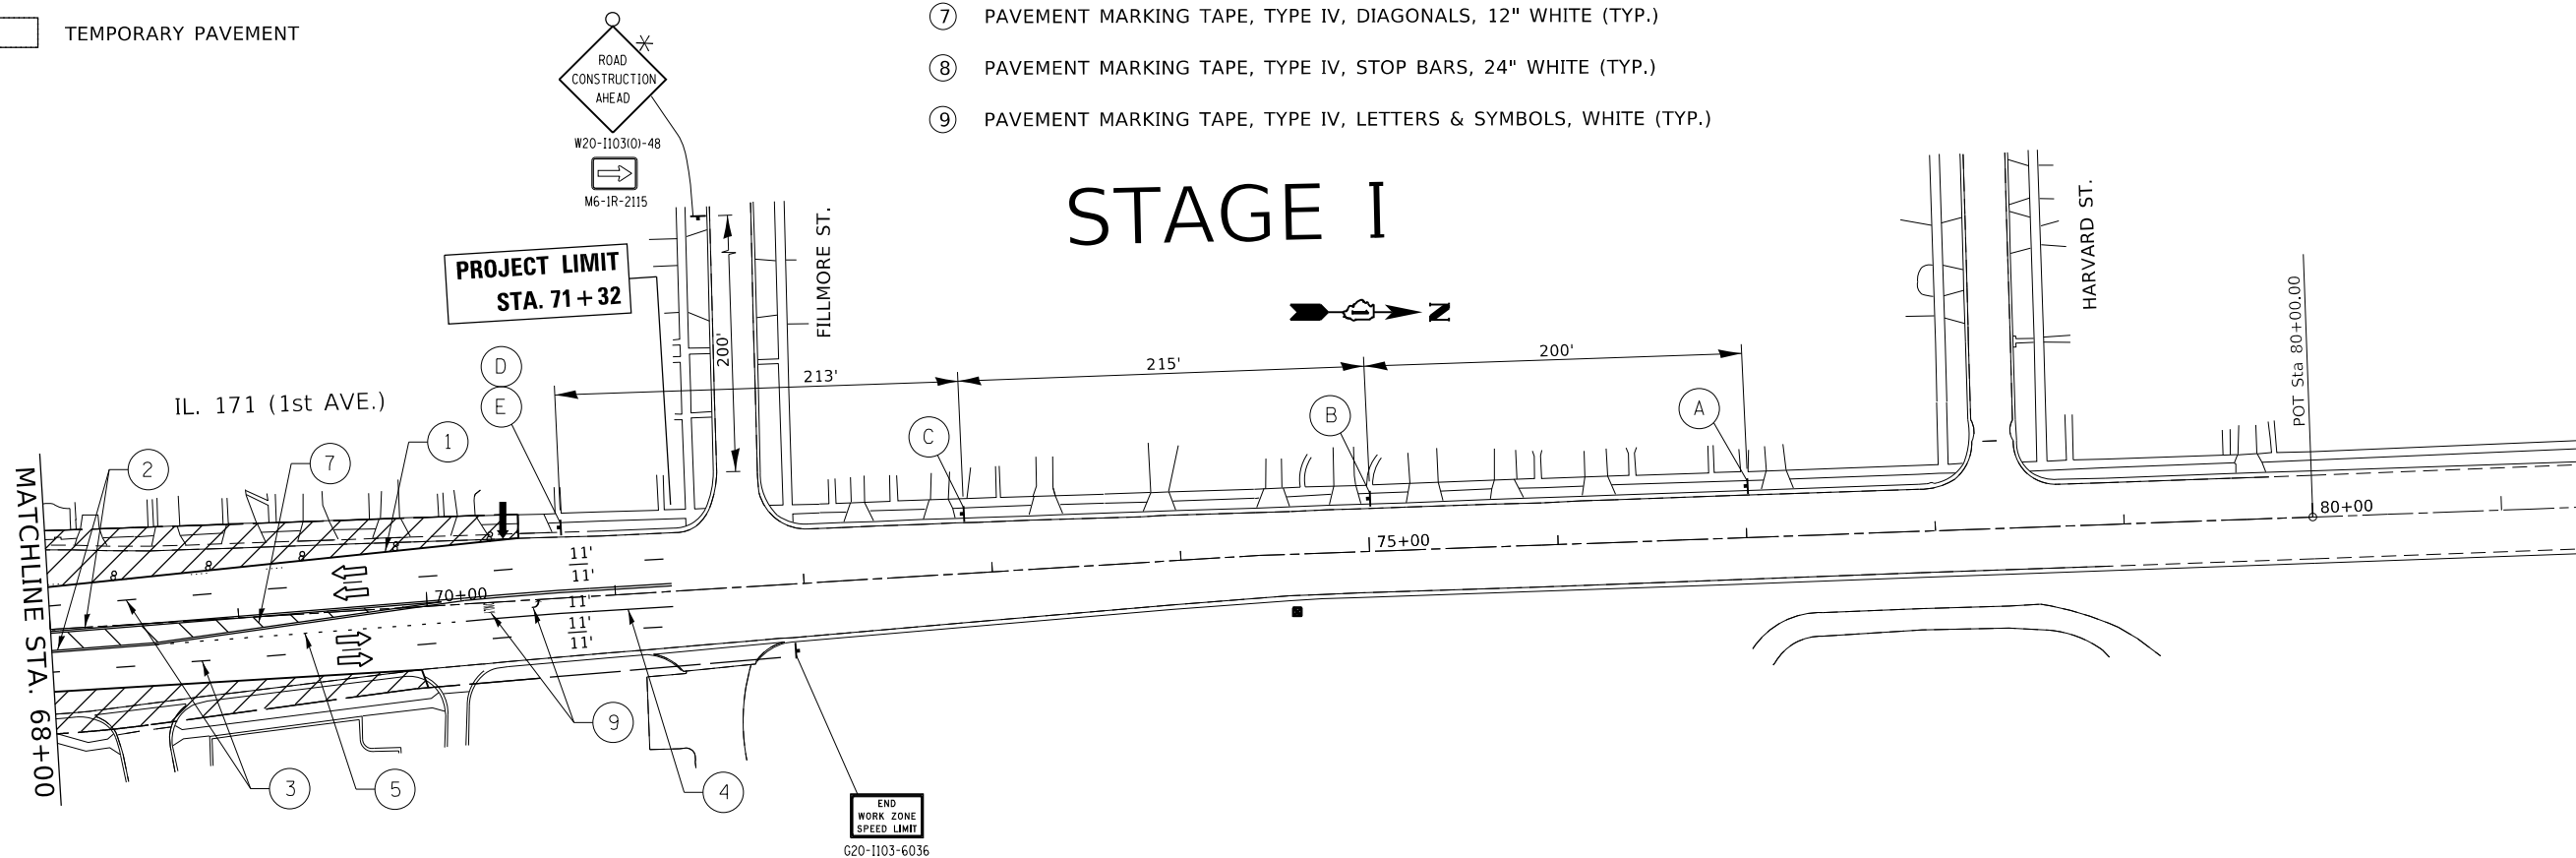 TEMPORARY PAVEMENT
7 PAVEMENT MARKING TAPE, TYPE IV, DIAGONALS, 12" WHITE (TYP.)
8 PAVEMENT MARKING TAPE, TYPE IV, STOP BARS, 24" WHITE (TYP.)
9 PAVEMENT MARKING TAPE, TYPE IV, LETTERS & SYMBOLS, WHITE (TYP.)
ROAD
CONSTRUCTION
AHEAD
W20-I103(0)-48
M6-1R-2115
STAGE I
PROJECT LIMIT
STA. 71+32
200'
FILLMORE ST.
HARVARD ST.
N
POT Sta 80+00.00
213'
215'
200'
D
E
C
B
A
IL. 171 (1st AVE.)
2
7
1
MATCHLINE STA. 68+00
70+00
75+00
80+00
11'
11'
11'
11'
11'
3
5
9
4
END
WORK ZONE
SPEED LIMIT
G20-I103-6036